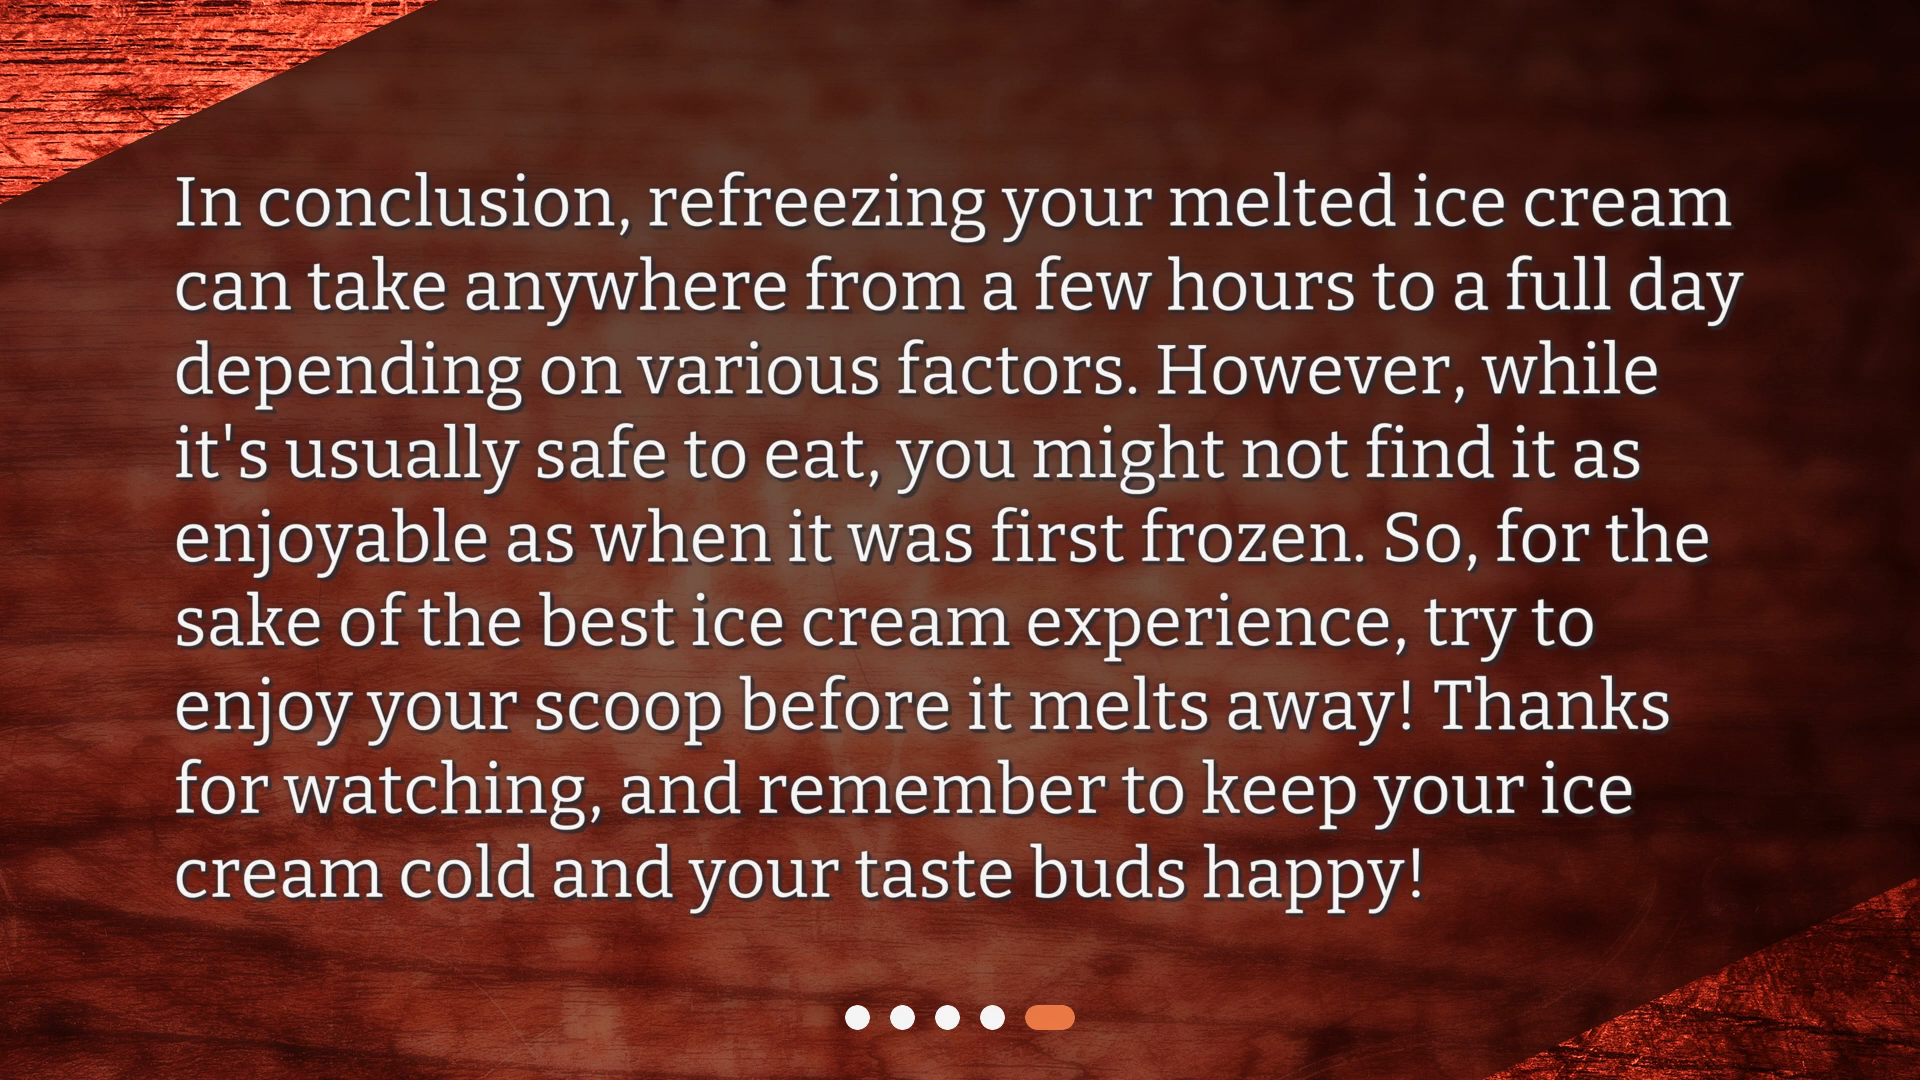 In conclusion, refreezing your melted ice cream
can take anywhere from a few hours to a full day
depending on various factors. However, while
it's usually safe to eat, you might not find it as
enjoyable as when it was first frozen. So, for the
sake of the best ice cream experience, try to
enjoy your scoop before it melts away! Thanks
for watching, and remember to keep your ice
cream cold and your taste buds happy!